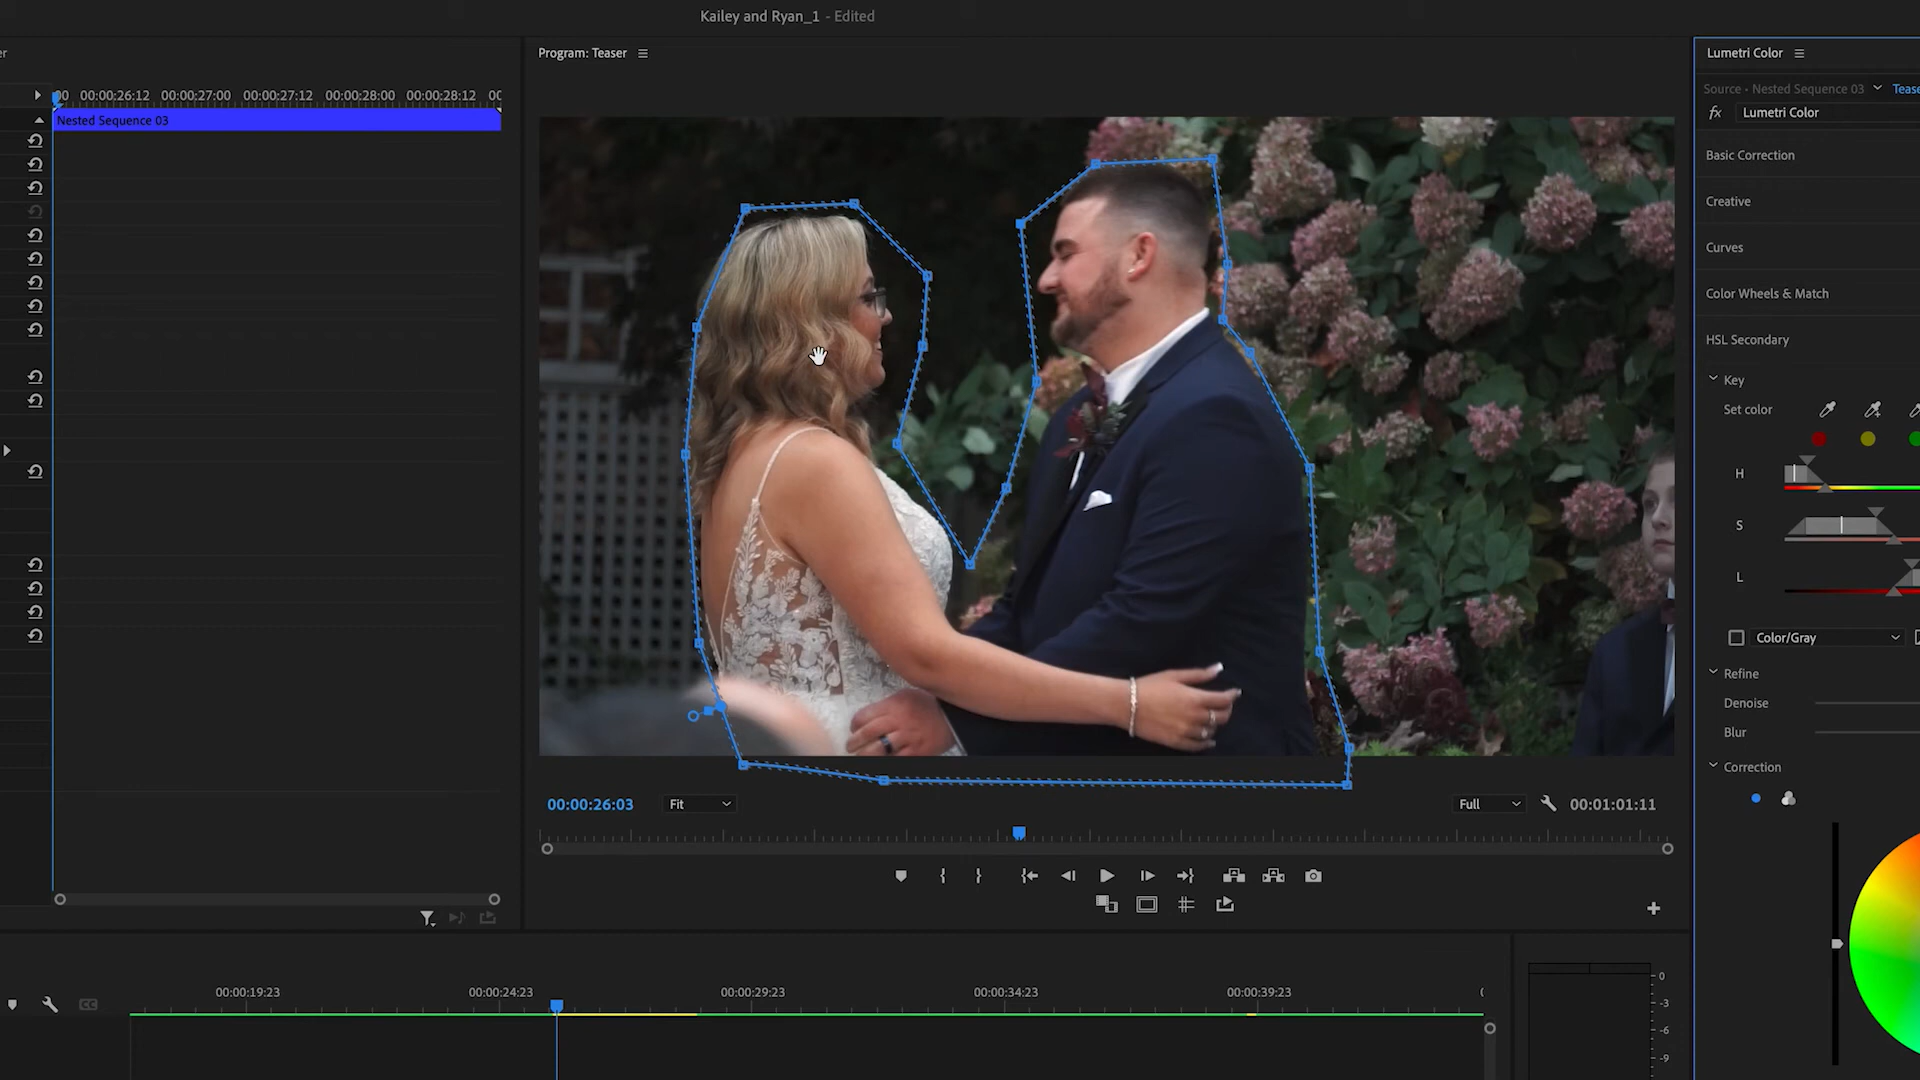 Kailey and Ryan_1 - Edited
er
Program: Teaser
Lumetri Color
00:00:26:12 00:00:27:00 00:00:27:12 00:00:28:00 00:00:28:12
Nested Sequence 03
Source · Nested Sequence 03
fx Lumetri Color
Basic Correction
Creative
Curves
Color Wheels & Match
HSL Secondary
Key
Set color
H
S
L
Color/Gray
Refine
Denoise
Blur
Correction
00:00:26:03 Fit Full 00:01:01:11
00:00:19:23 00:00:24:23 00:00:29:23 00:00:34:23 00:00:39:23
0
-3
-6
-9